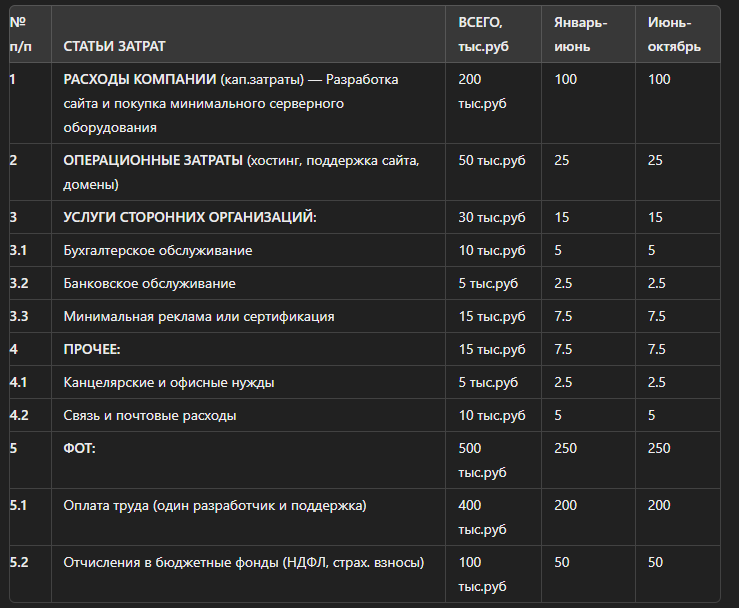 № п/п СТАТЬИ ЗАТРАТ ВСЕГО, тыс.руб Январь-июнь Июнь-октябрь
1 РАСХОДЫ КОМПАНИИ (кап.затраты) — Разработка сайта и покупка минимального серверного оборудования 200 тыс.руб 100 100
2 ОПЕРАЦИОННЫЕ ЗАТРАТЫ (хостинг, поддержка сайта, домены) 50 тыс.руб 25 25
3 УСЛУГИ СТОРОННИХ ОРГАНИЗАЦИЙ: 30 тыс.руб 15 15
3.1 Бухгалтерское обслуживание 10 тыс.руб 5 5
3.2 Банковское обслуживание 5 тыс.руб 2.5 2.5
3.3 Минимальная реклама или сертификация 15 тыс.руб 7.5 7.5
4 ПРОЧЕЕ: 15 тыс.руб 7.5 7.5
4.1 Канцелярские и офисные нужды 5 тыс.руб 2.5 2.5
4.2 Связь и почтовые расходы 10 тыс.руб 5 5
5 ФОТ: 500 тыс.руб 250 250
5.1 Оплата труда (один разработчик и поддержка) 400 тыс.руб 200 200
5.2 Отчисления в бюджетные фонды (НДФЛ, страх. взносы) 100 тыс.руб 50 50